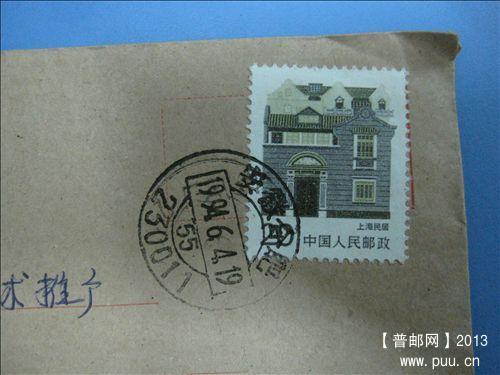 上海民居
中国人民邮政
安徽合肥
1994.6.4.19
55
230011
术推广
【普邮网】2013
www.puu.cn